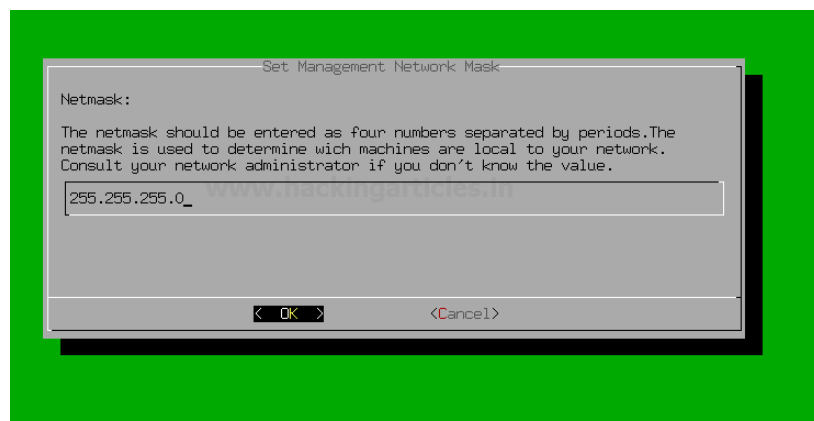 Set Management Network Mask
Netmask:
The netmask should be entered as four numbers separated by periods.The
netmask is used to determine wich machines are local to your network.
Consult your network administrator if you don't know the value.
www.hackingarticles.in
255.255.255.0_
< OK > <Cancel>